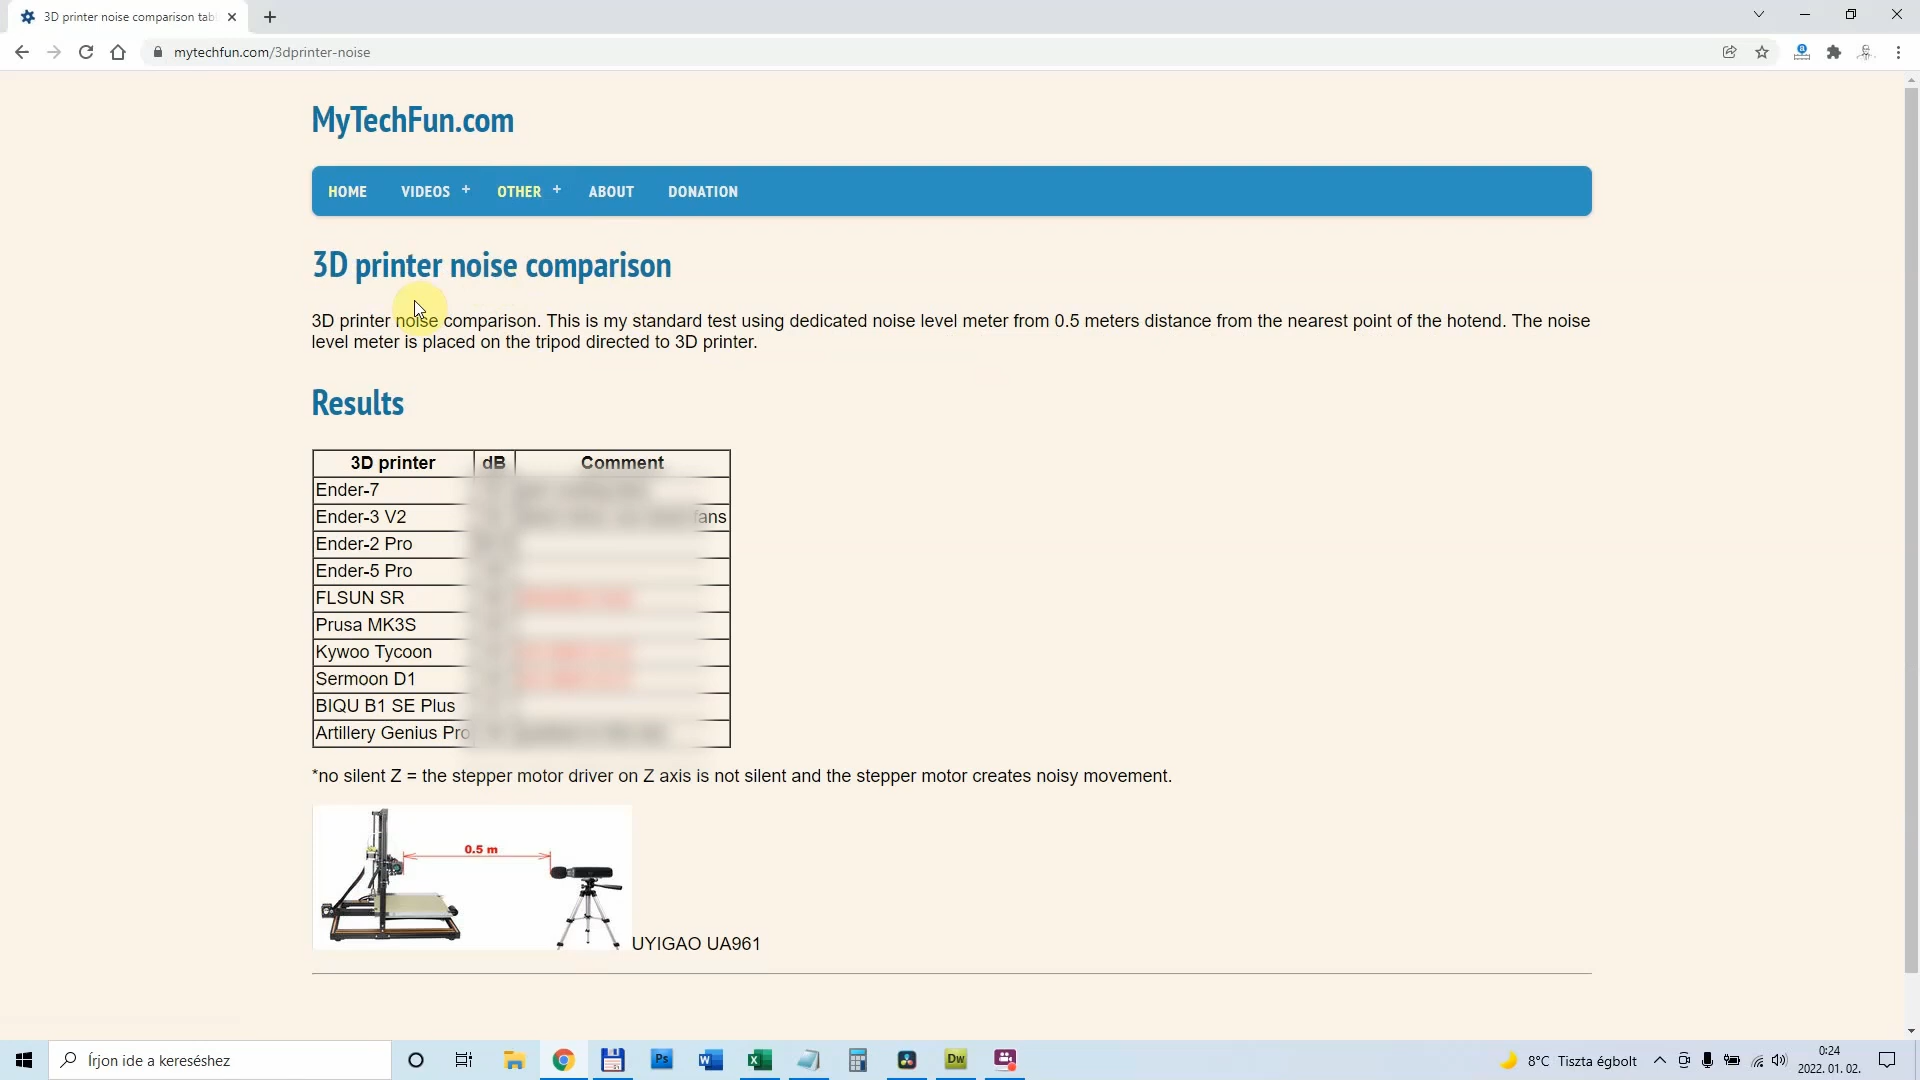 3D printer noise comparison tab
mytechfun.com/3dprinter-noise
MyTechFun.com
HOME VIDEOS + OTHER + ABOUT DONATION
3D printer noise comparison
3D printer noise comparison. This is my standard test using dedicated noise level meter from 0.5 meters distance from the nearest point of the hotend. The noise
level meter is placed on the tripod directed to 3D printer.
Results
3D printer dB Comment
Ender-7
Ender-3 V2 fans
Ender-2 Pro
Ender-5 Pro
FLSUN SR
Prusa MK3S
Kywoo Tycoon
Sermoon D1
BIQU B1 SE Plus
Artillery Genius Pro
*no silent Z = the stepper motor driver on Z axis is not silent and the stepper motor creates noisy movement.
0.5 m
UYIGAO UA961
Írjon ide a kereséshez
Ps
Dw
8°C Tiszta égbolt
0:24
2022. 01. 02.